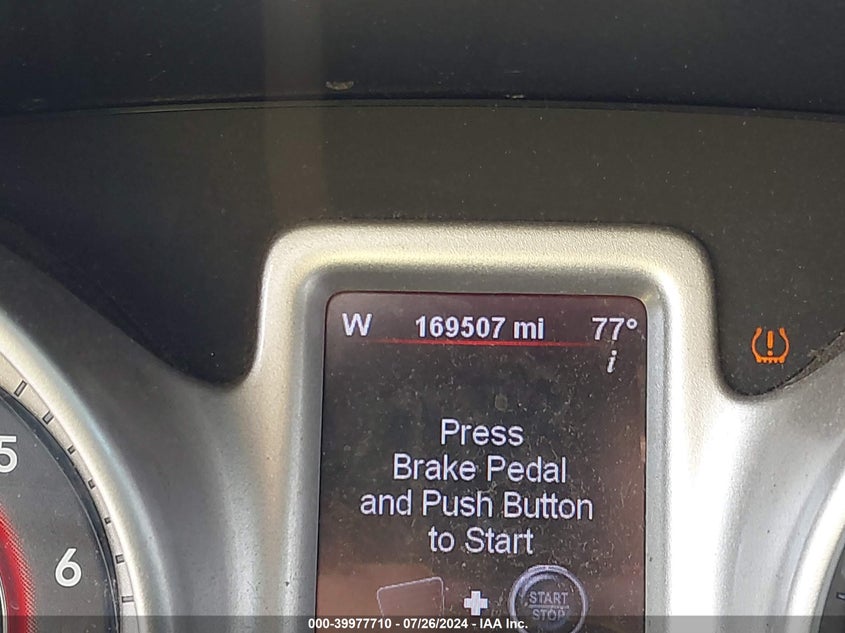 W 169507 mi 77°
i
Press
Brake Pedal
and Push Button
to Start
5
6
START
STOP
000-39977710 - 07/26/2024 - IAA Inc.